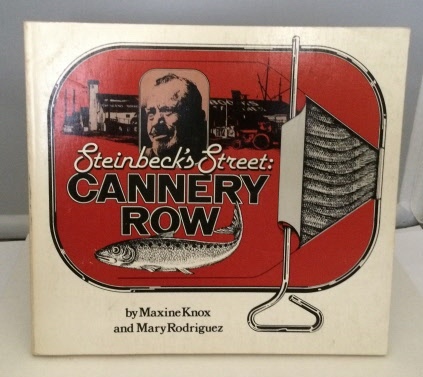 Steinbeck's Street:
CANNERY
ROW
by Maxine Knox
and Mary Rodriguez